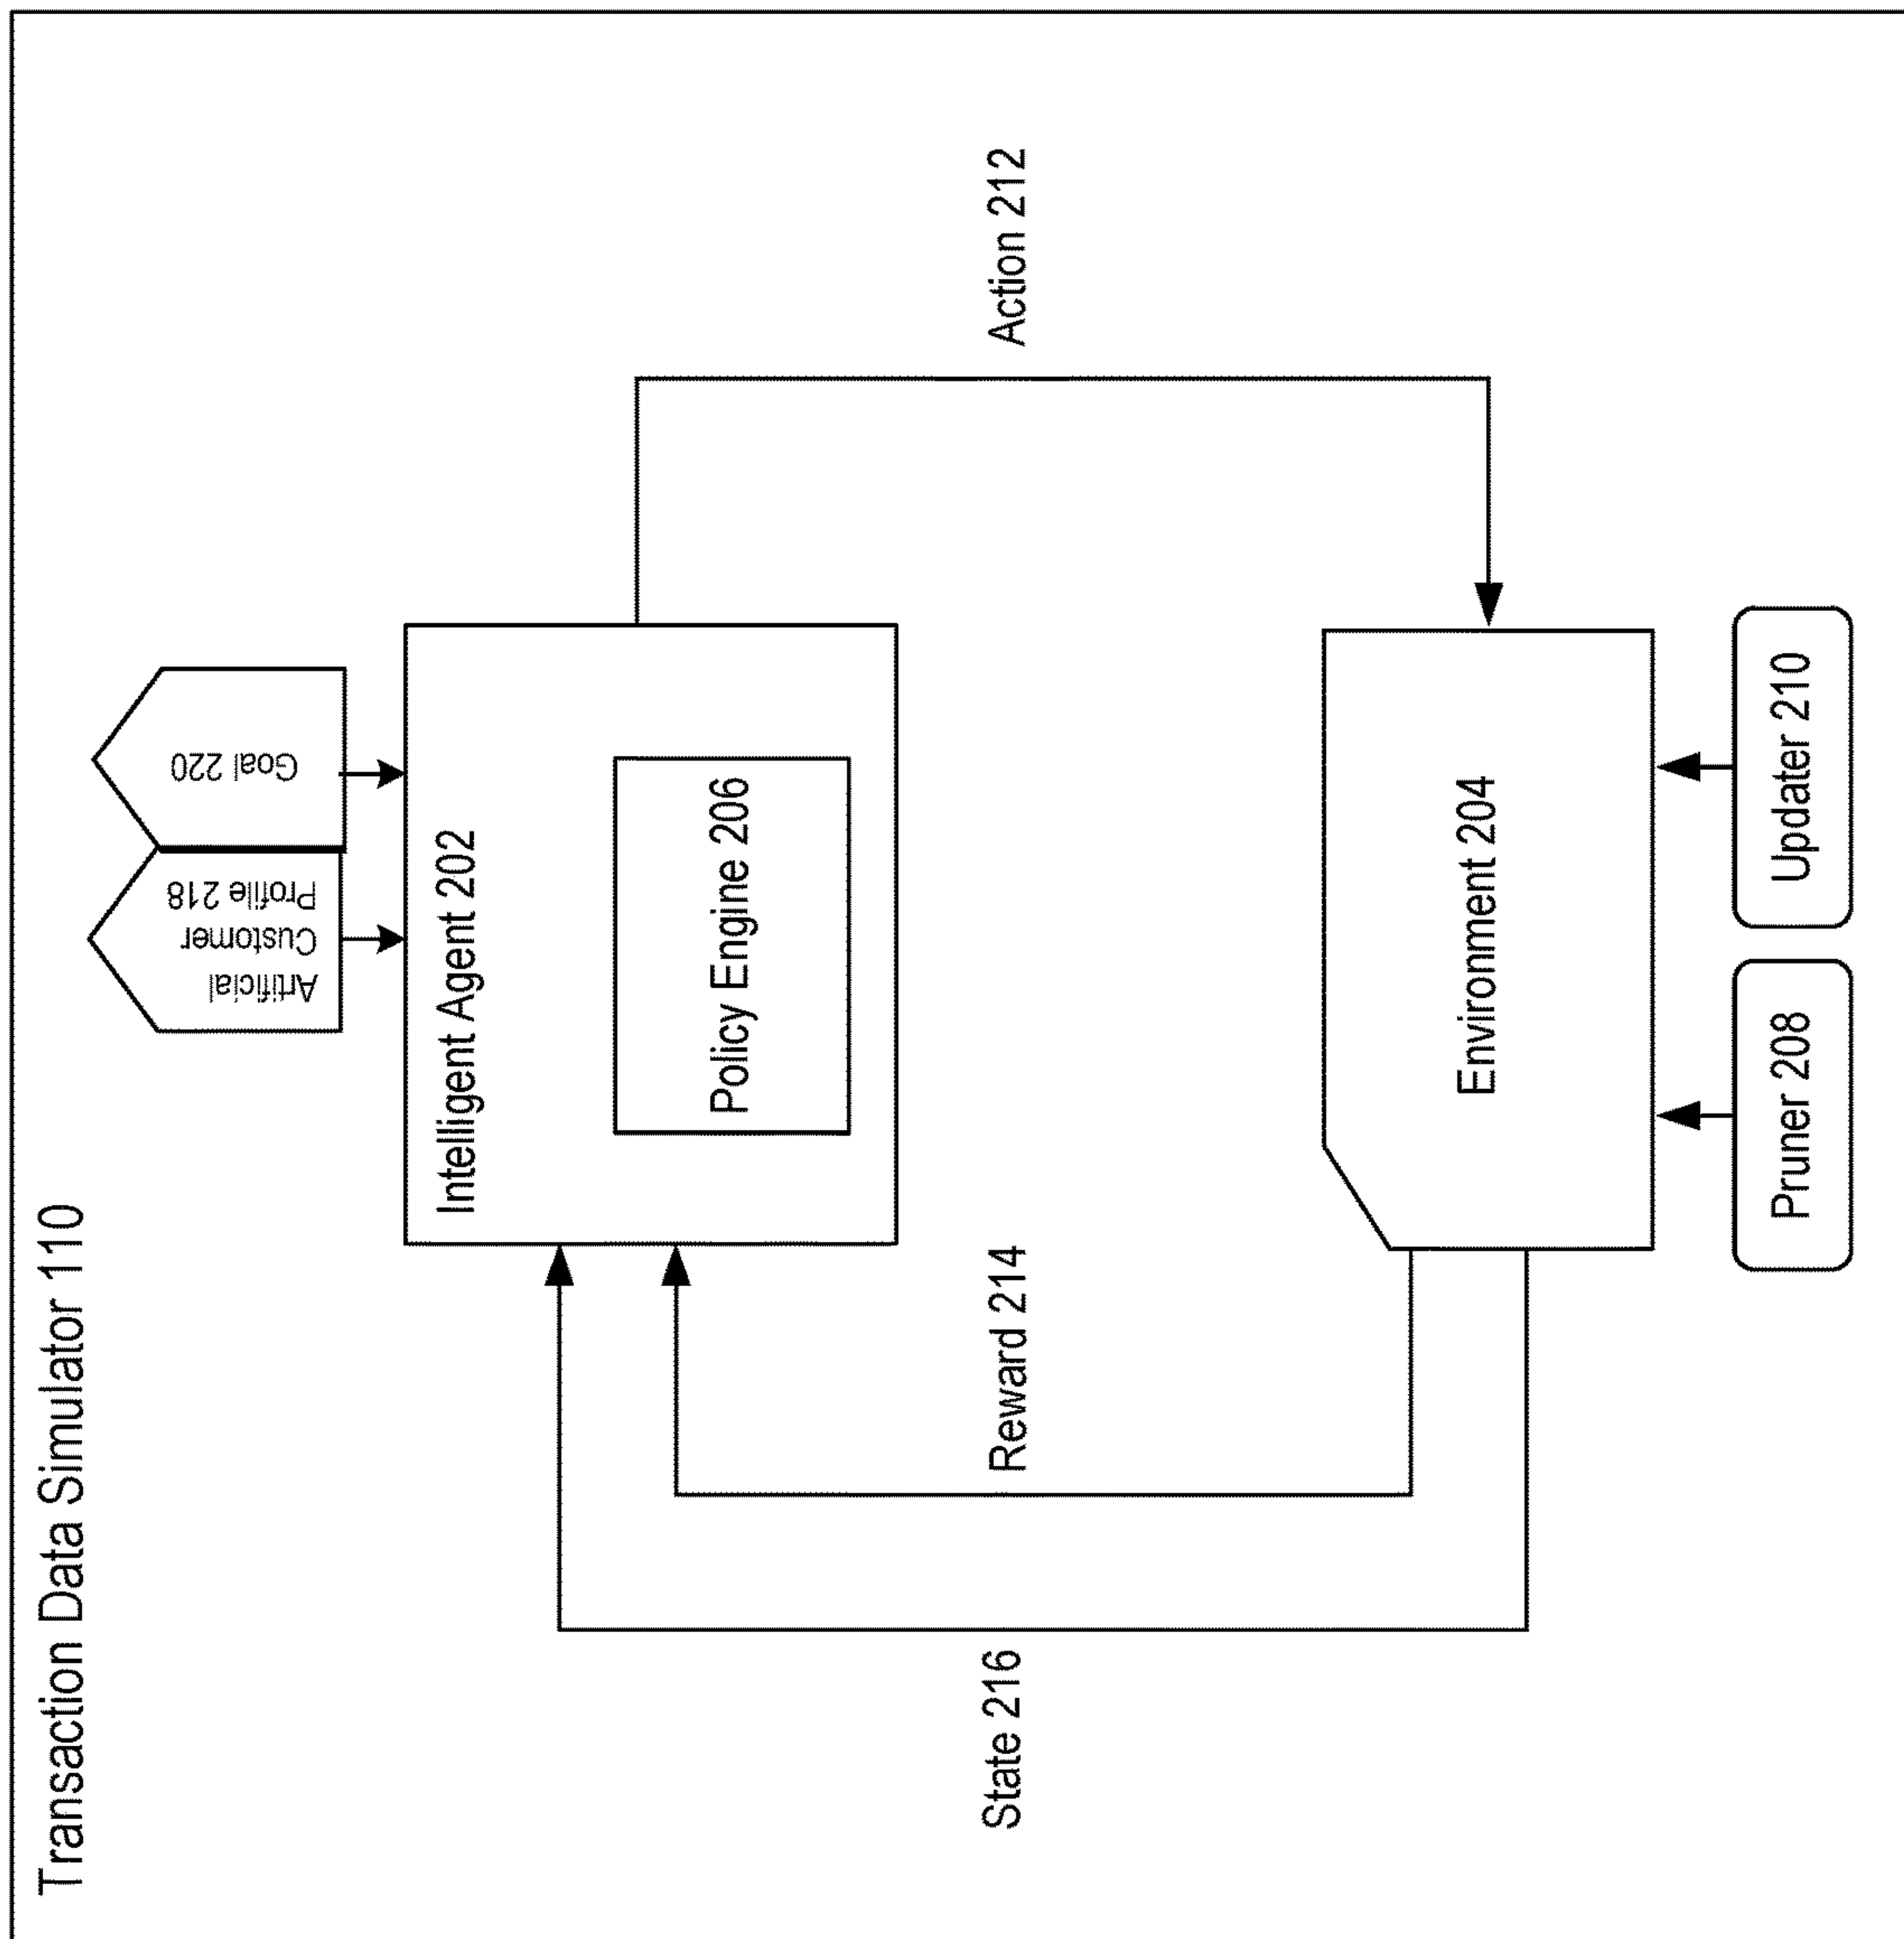 Transaction Data Simulator 110
Artificial
Customer
Profile 218
Goal 220
Intelligent Agent 202
Policy Engine 206
State 216
Reward 214
Action 212
Environment 204
Pruner 208
Updater 210